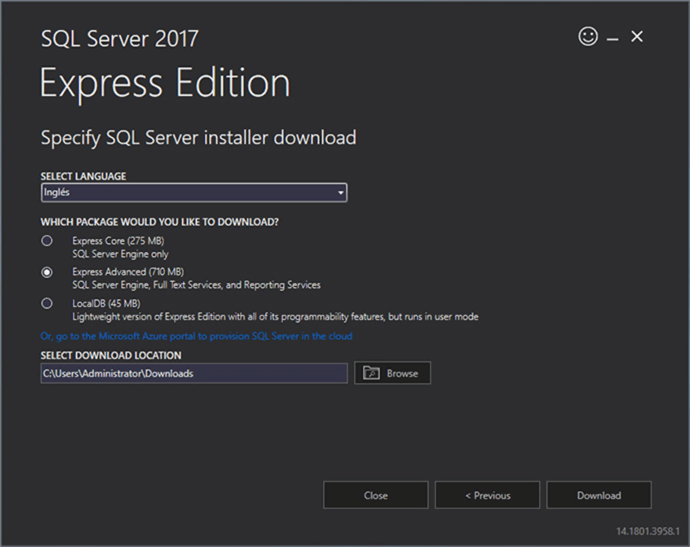 SQL Server 2017
Express Edition
Specify SQL Server installer download
SELECT LANGUAGE
Inglés
WHICH PACKAGE WOULD YOU LIKE TO DOWNLOAD?
Express Core (275 MB)
SQL Server Engine only
Express Advanced (710 MB)
SQL Server Engine, Full Text Services, and Reporting Services
LocalDB (45 MB)
Lightweight version of Express Edition with all of its programmability features, but runs in user mode
Or, go to the Microsoft Azure portal to provision SQL Server in the cloud
SELECT DOWNLOAD LOCATION
C:\Users\Administrator\Downloads
Browse
Close
< Previous
Download
14.1801.3958.1